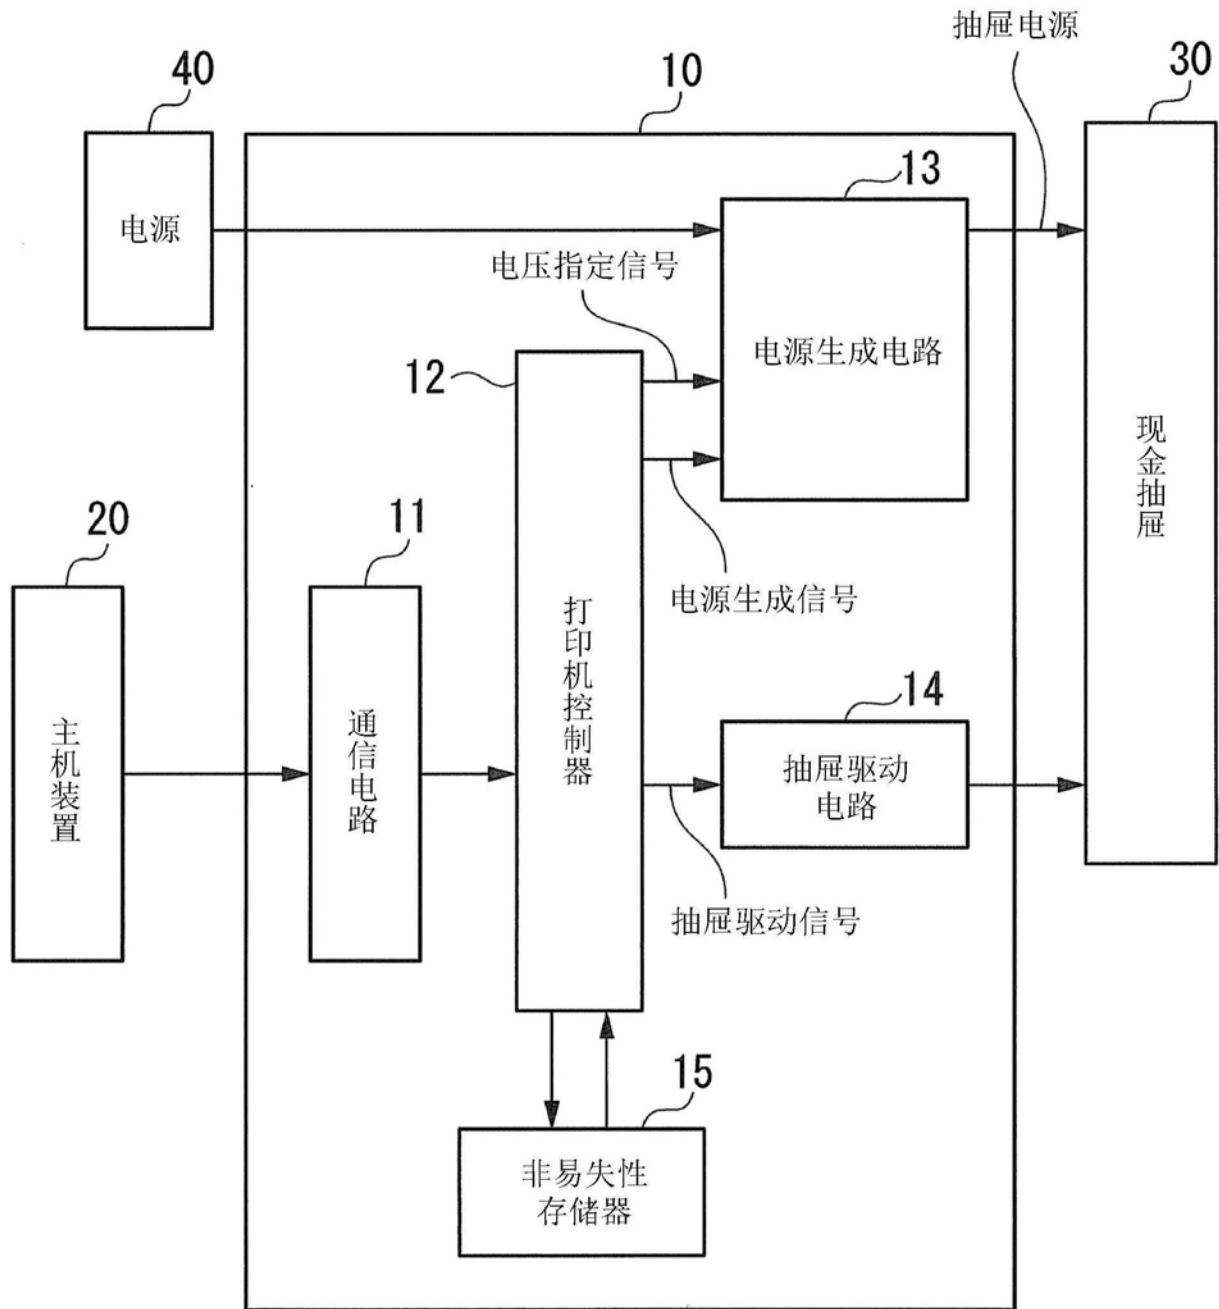 抽屉电源
40
10
30
13
电源
电压指定信号
电源生成电路
12
现金抽屉
20
11
电源生成信号
打印机控制器
14
主机装置
通信电路
抽屉驱动
电路
抽屉驱动信号
15
非易失性
存储器